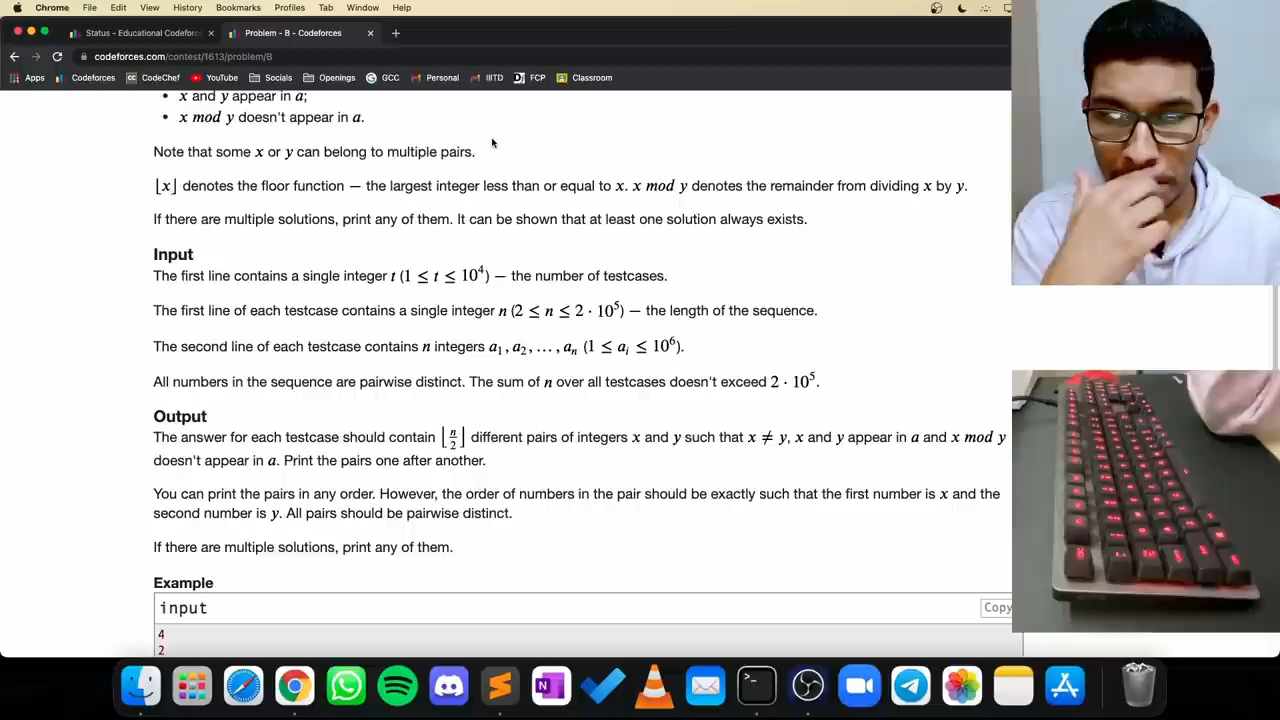 Chrome File Edit View History Bookmarks Profiles Tab Window Help
Status - Educational Codefor
Problem - B - Codeforces
codeforces.com/contest/1613/problem/B
Apps Codeforces CodeChef YouTube Socials Openings GCC Personal IIITD FCP Classroom
• x and y appear in a;
• x mod y doesn't appear in a.
Note that some x or y can belong to multiple pairs.
⌊x⌋ denotes the floor function — the largest integer less than or equal to x. x mod y denotes the remainder from dividing x by y.
If there are multiple solutions, print any of them. It can be shown that at least one solution always exists.
Input
The first line contains a single integer t (1 ≤ t ≤ 10⁴) — the number of testcases.
The first line of each testcase contains a single integer n (2 ≤ n ≤ 2 · 10⁵) — the length of the sequence.
The second line of each testcase contains n integers a₁, a₂, …, aₙ (1 ≤ aᵢ ≤ 10⁶).
All numbers in the sequence are pairwise distinct. The sum of n over all testcases doesn't exceed 2 · 10⁵.
Output
The answer for each testcase should contain ⌊n/2⌋ different pairs of integers x and y such that x ≠ y, x and y appear in a and x mod y
doesn't appear in a. Print the pairs one after another.
You can print the pairs in any order. However, the order of numbers in the pair should be exactly such that the first number is x and the
second number is y. All pairs should be pairwise distinct.
If there are multiple solutions, print any of them.
Example
input
Copy
4
2